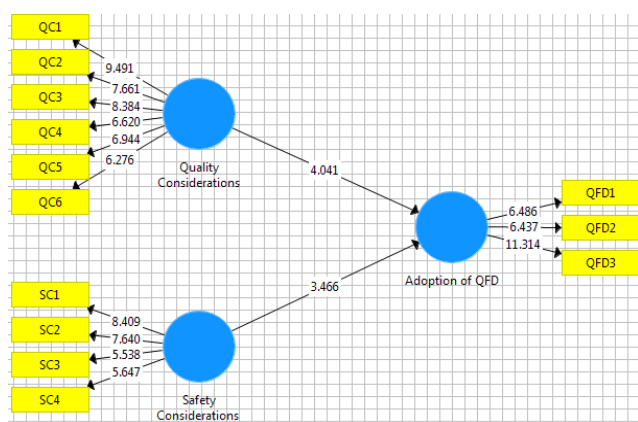 QC1
QC2
QC3
QC4
QC5
QC6
9.491
7.661
8.384
6.620
6.944
6.276
Quality
Considerations
4.041
QFD1
QFD2
QFD3
6.486
6.437
11.314
Adoption of QFD
3.466
SC1
SC2
SC3
SC4
8.409
7.640
5.538
5.647
Safety
Considerations